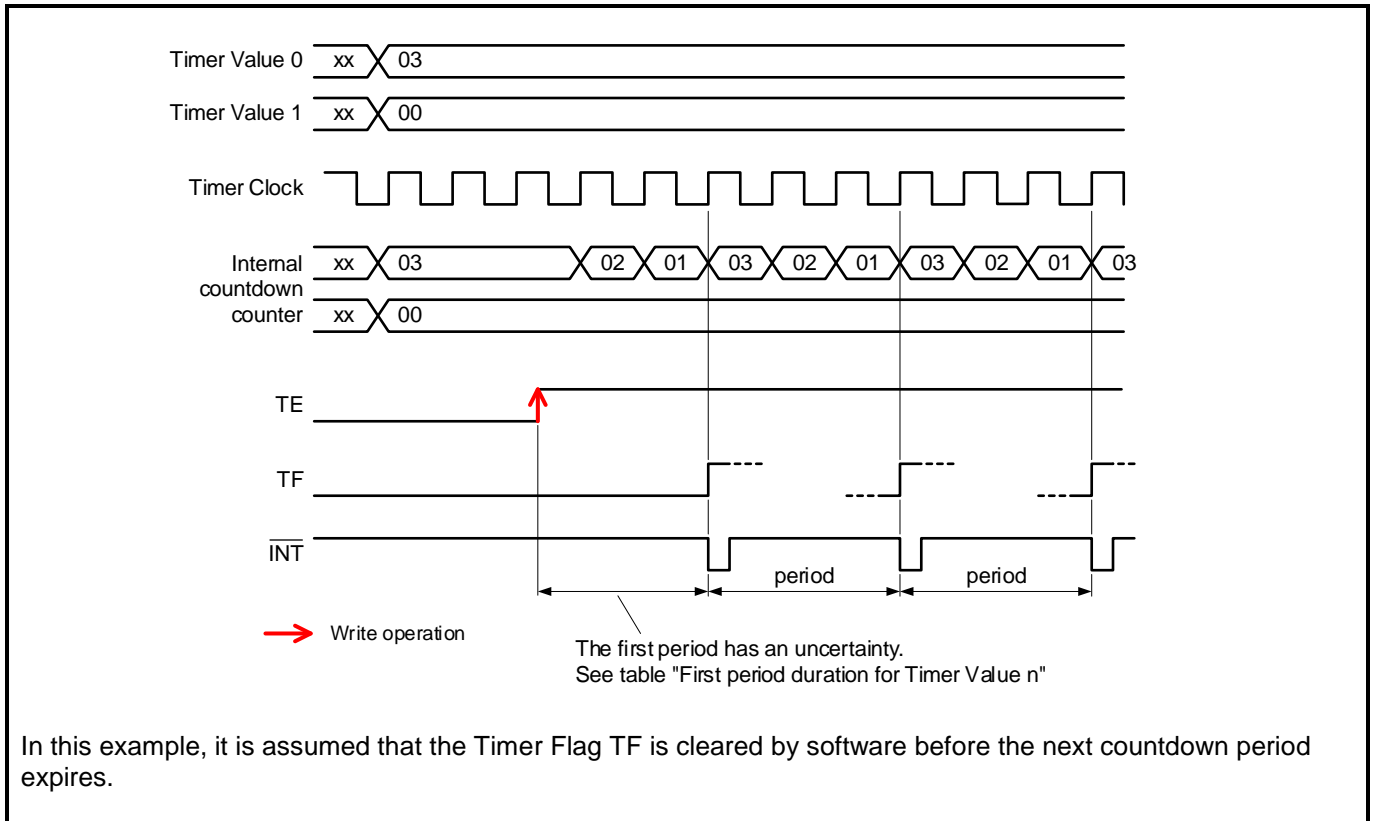 Timer Value 0 xx 03
Timer Value 1 xx 00
Timer Clock
Internal countdown counter
xx 03 02 01 03 02 01 03 02 01 03
xx 00
TE
TF
INT
period period
Write operation
The first period has an uncertainty.
See table "First period duration for Timer Value n"
In this example, it is assumed that the Timer Flag TF is cleared by software before the next countdown period
expires.